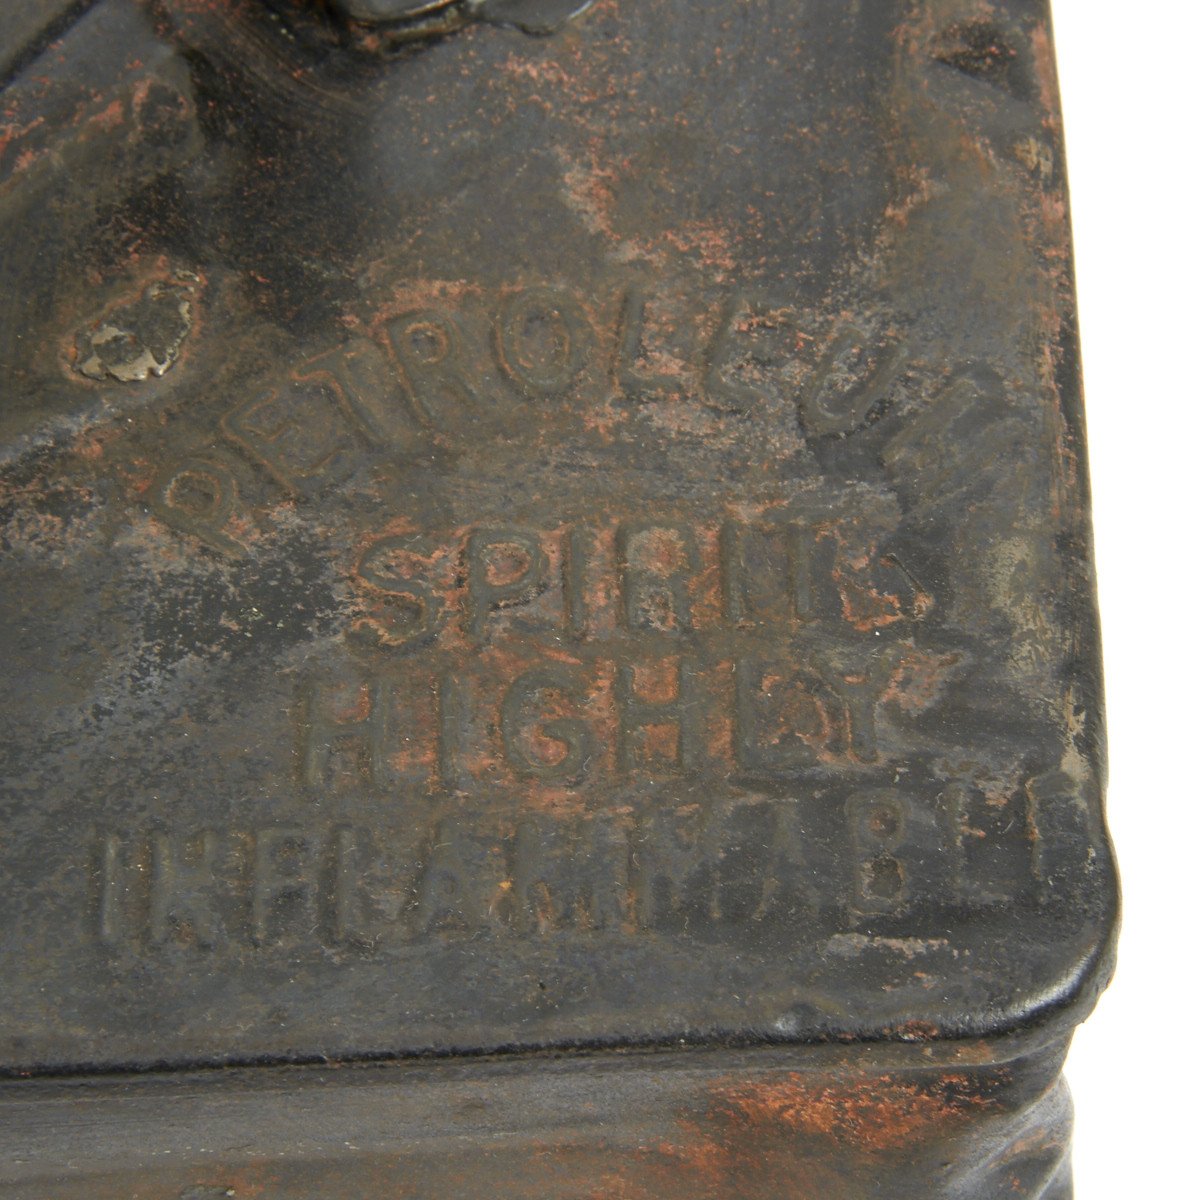 PETROLEUM
SPIRIT
HIGHLY
INFLAMMABLE